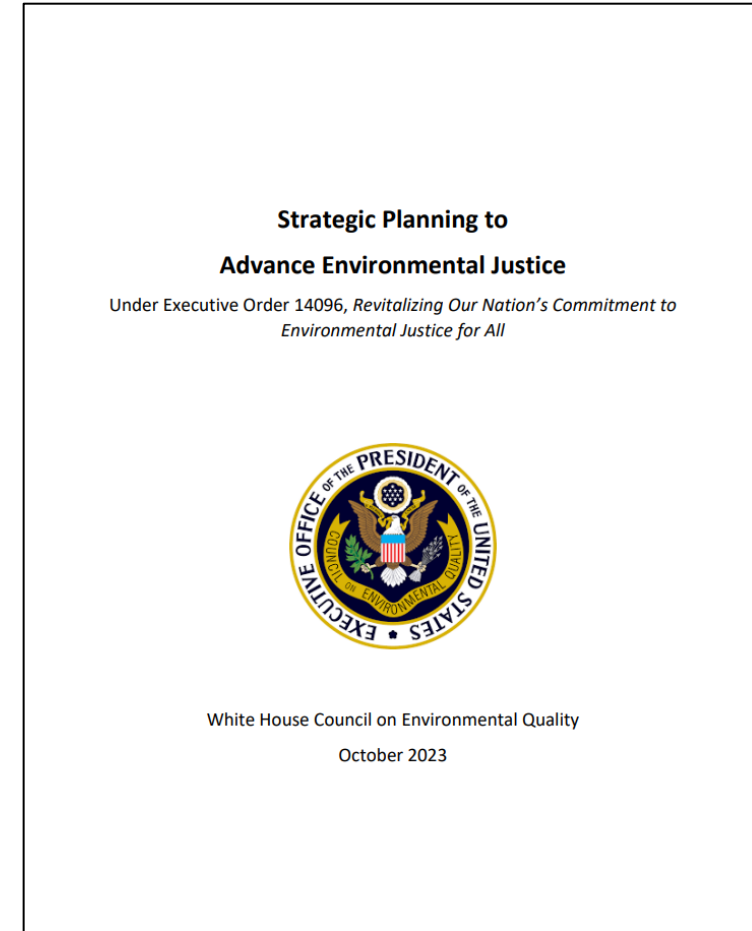 Strategic Planning to
Advance Environmental Justice
Under Executive Order 14096, Revitalizing Our Nation’s Commitment to
Environmental Justice for All
EXECUTIVE OFFICE OF THE PRESIDENT OF THE UNITED STATES
COUNCIL ON ENVIRONMENTAL QUALITY
White House Council on Environmental Quality
October 2023